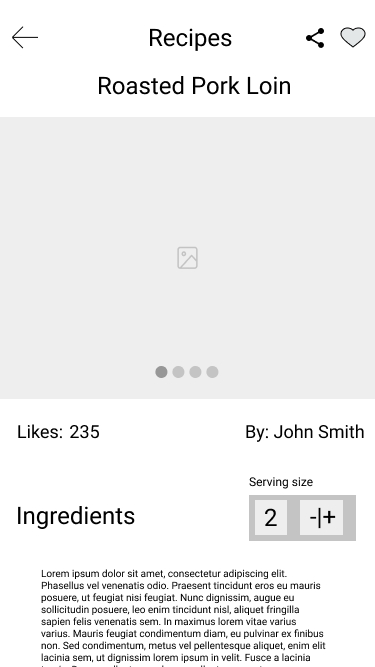 Recipes
Roasted Pork Loin
Likes: 235
By: John Smith
Serving size
Ingredients
2
-|+
Lorem ipsum dolor sit amet, consectetur adipiscing elit.
Phasellus vel venenatis odio. Praesent tincidunt eros eu mauris
posuere, ut feugiat nisi feugiat. Nunc dignissim, augue eu
sollicitudin posuere, leo enim tincidunt nisl, aliquet fringilla
sapien felis venenatis sem. In maximus lorem vitae varius
varius. Mauris feugiat condimentum diam, eu pulvinar ex finibus
non. Sed condimentum, metus vel pellentesque aliquet, enim elit
lacinia sem, ut dignissim lorem ipsum in velit. Fusce a lacinia